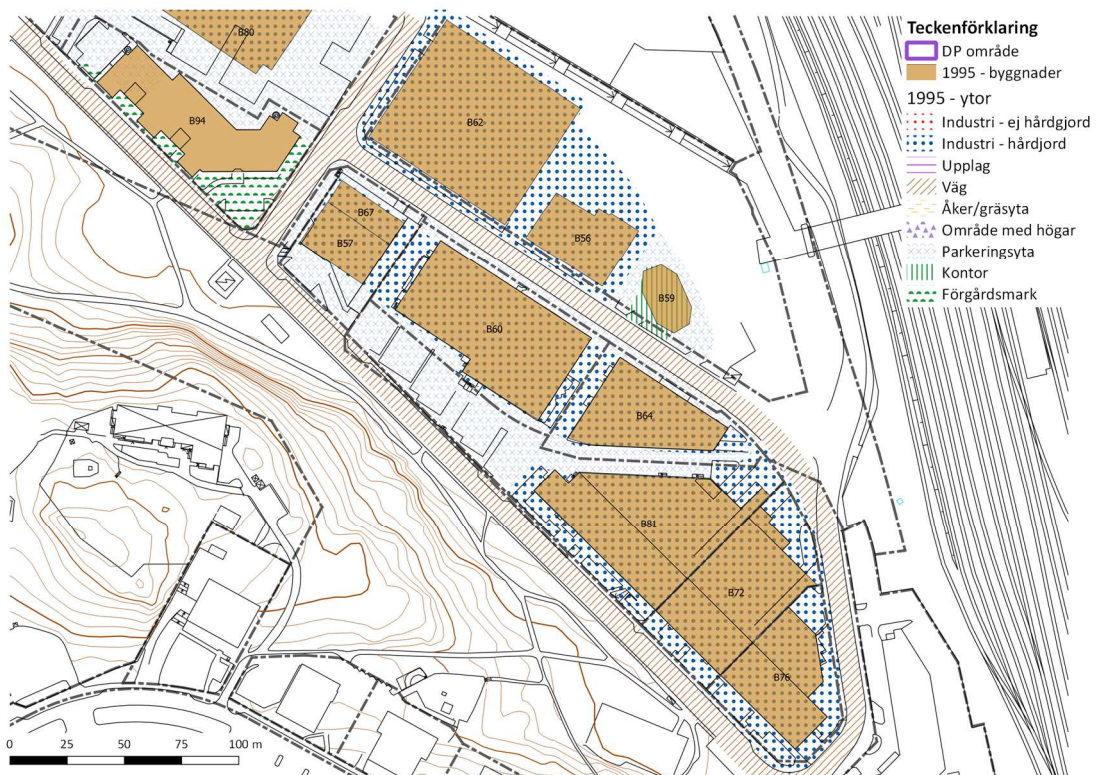 Teckenförklaring
DP område
1995 - byggnader
1995 - ytor
Industri - ej hårdgjord
Industri - hårdjord
Upplag
Väg
Åker/gräsyta
Område med högar
Parkeringsyta
Kontor
Förgårdsmark
B80
B94
B62
B67
B57
B56
B59
B60
B64
B81
B72
B76
0 25 50 75 100 m